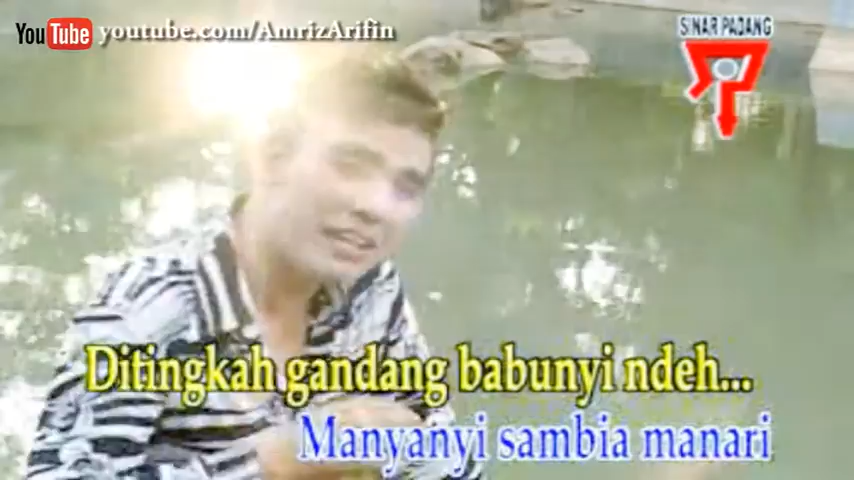 YouTube youtube.com/AmrizArifin
SINAR PADANG
Ditingkah gandang babunyi ndeh...
Manyanyi sambia manari